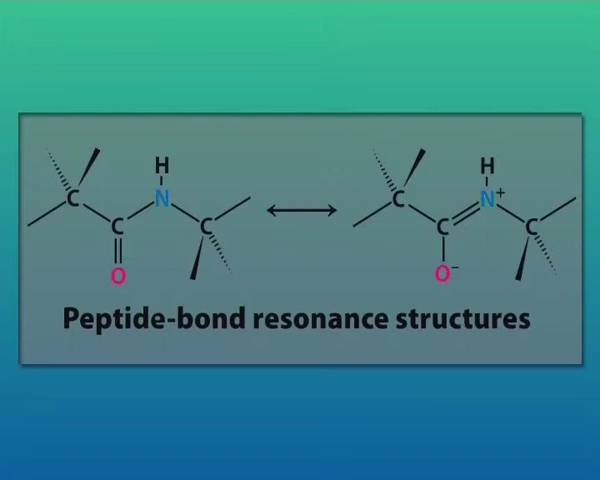 H H
C N C N+
C C C C
O O−
Peptide-bond resonance structures